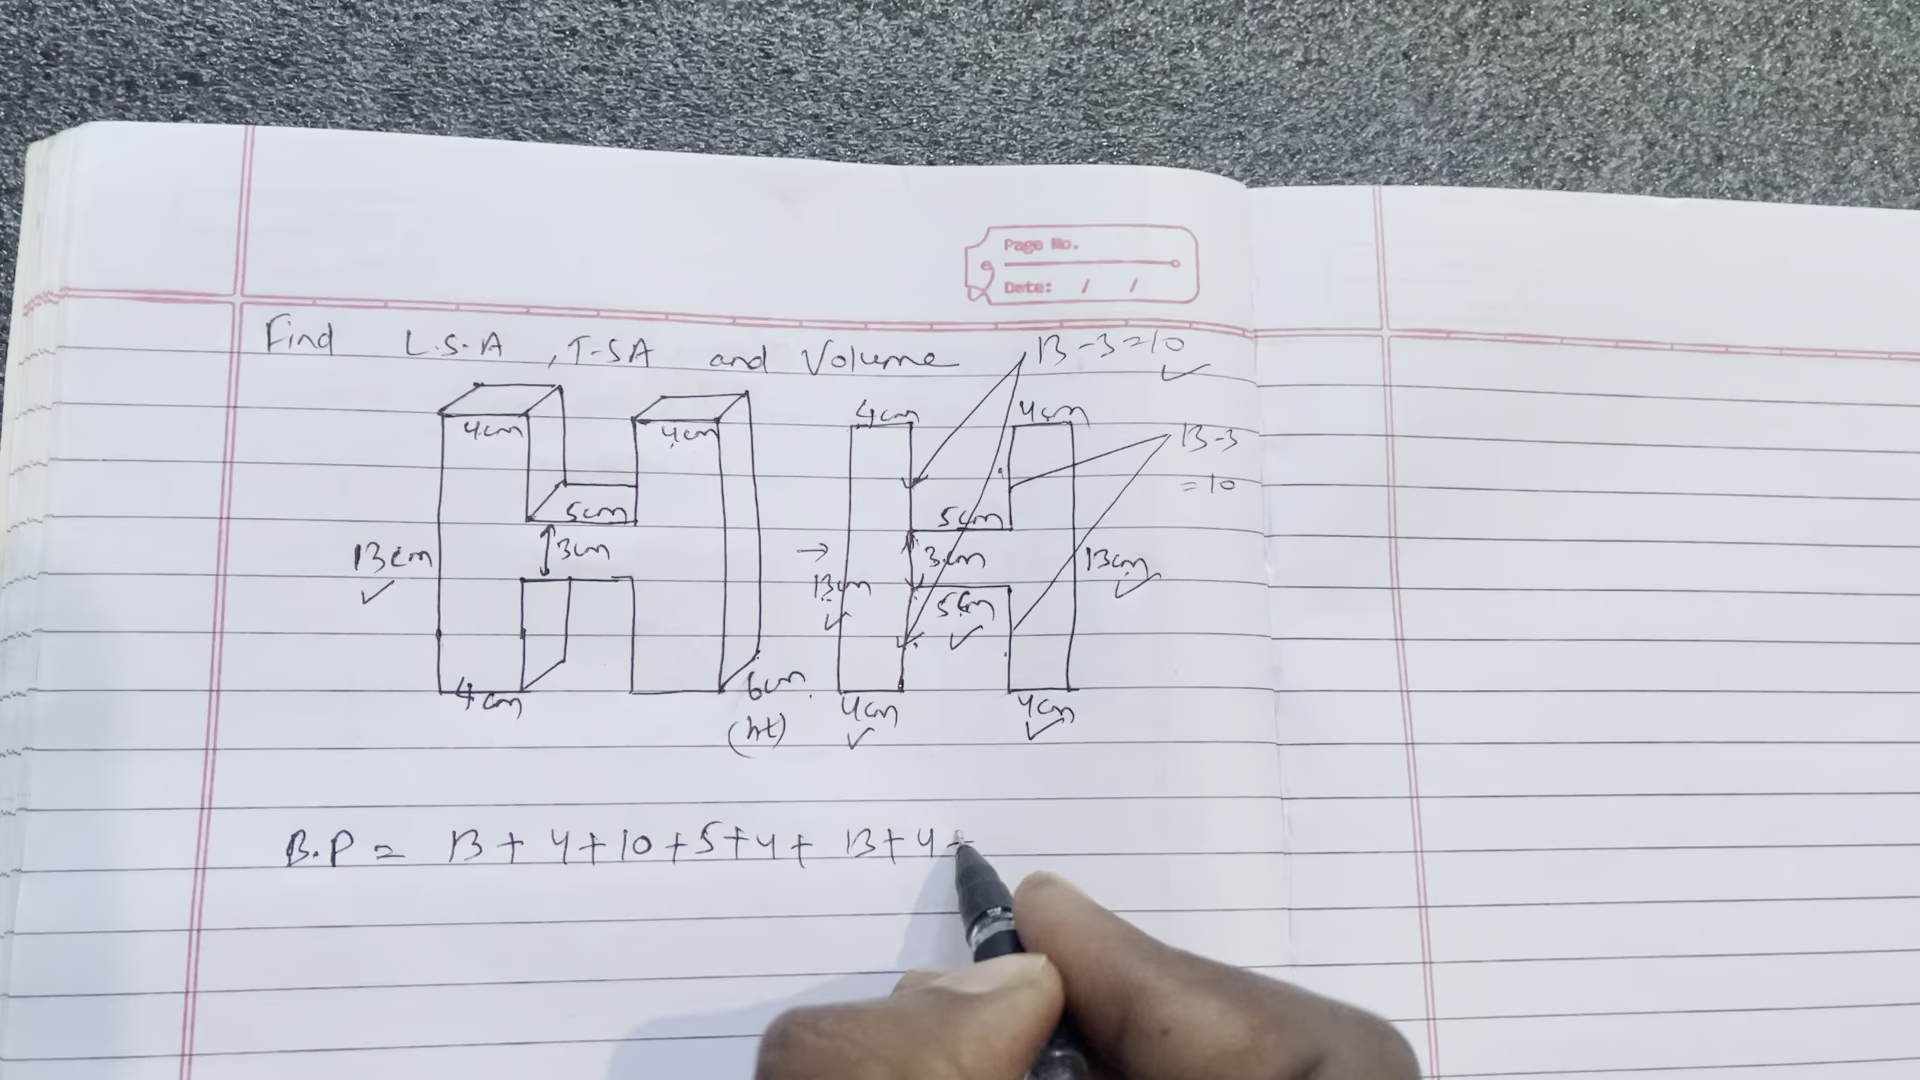 Page No.
Date: / /
Find L.S.A , T.S.A and Volume
13-3=10
4cm 4cm 4cm 4cm
13-3
=10
5cm 5cm
13cm 3cm → 3cm 13cm
13cm 5cm
4cm 6cm 4cm 4cm
(ht)
B.P = 13+ 4+10+5+4+ 13+4+